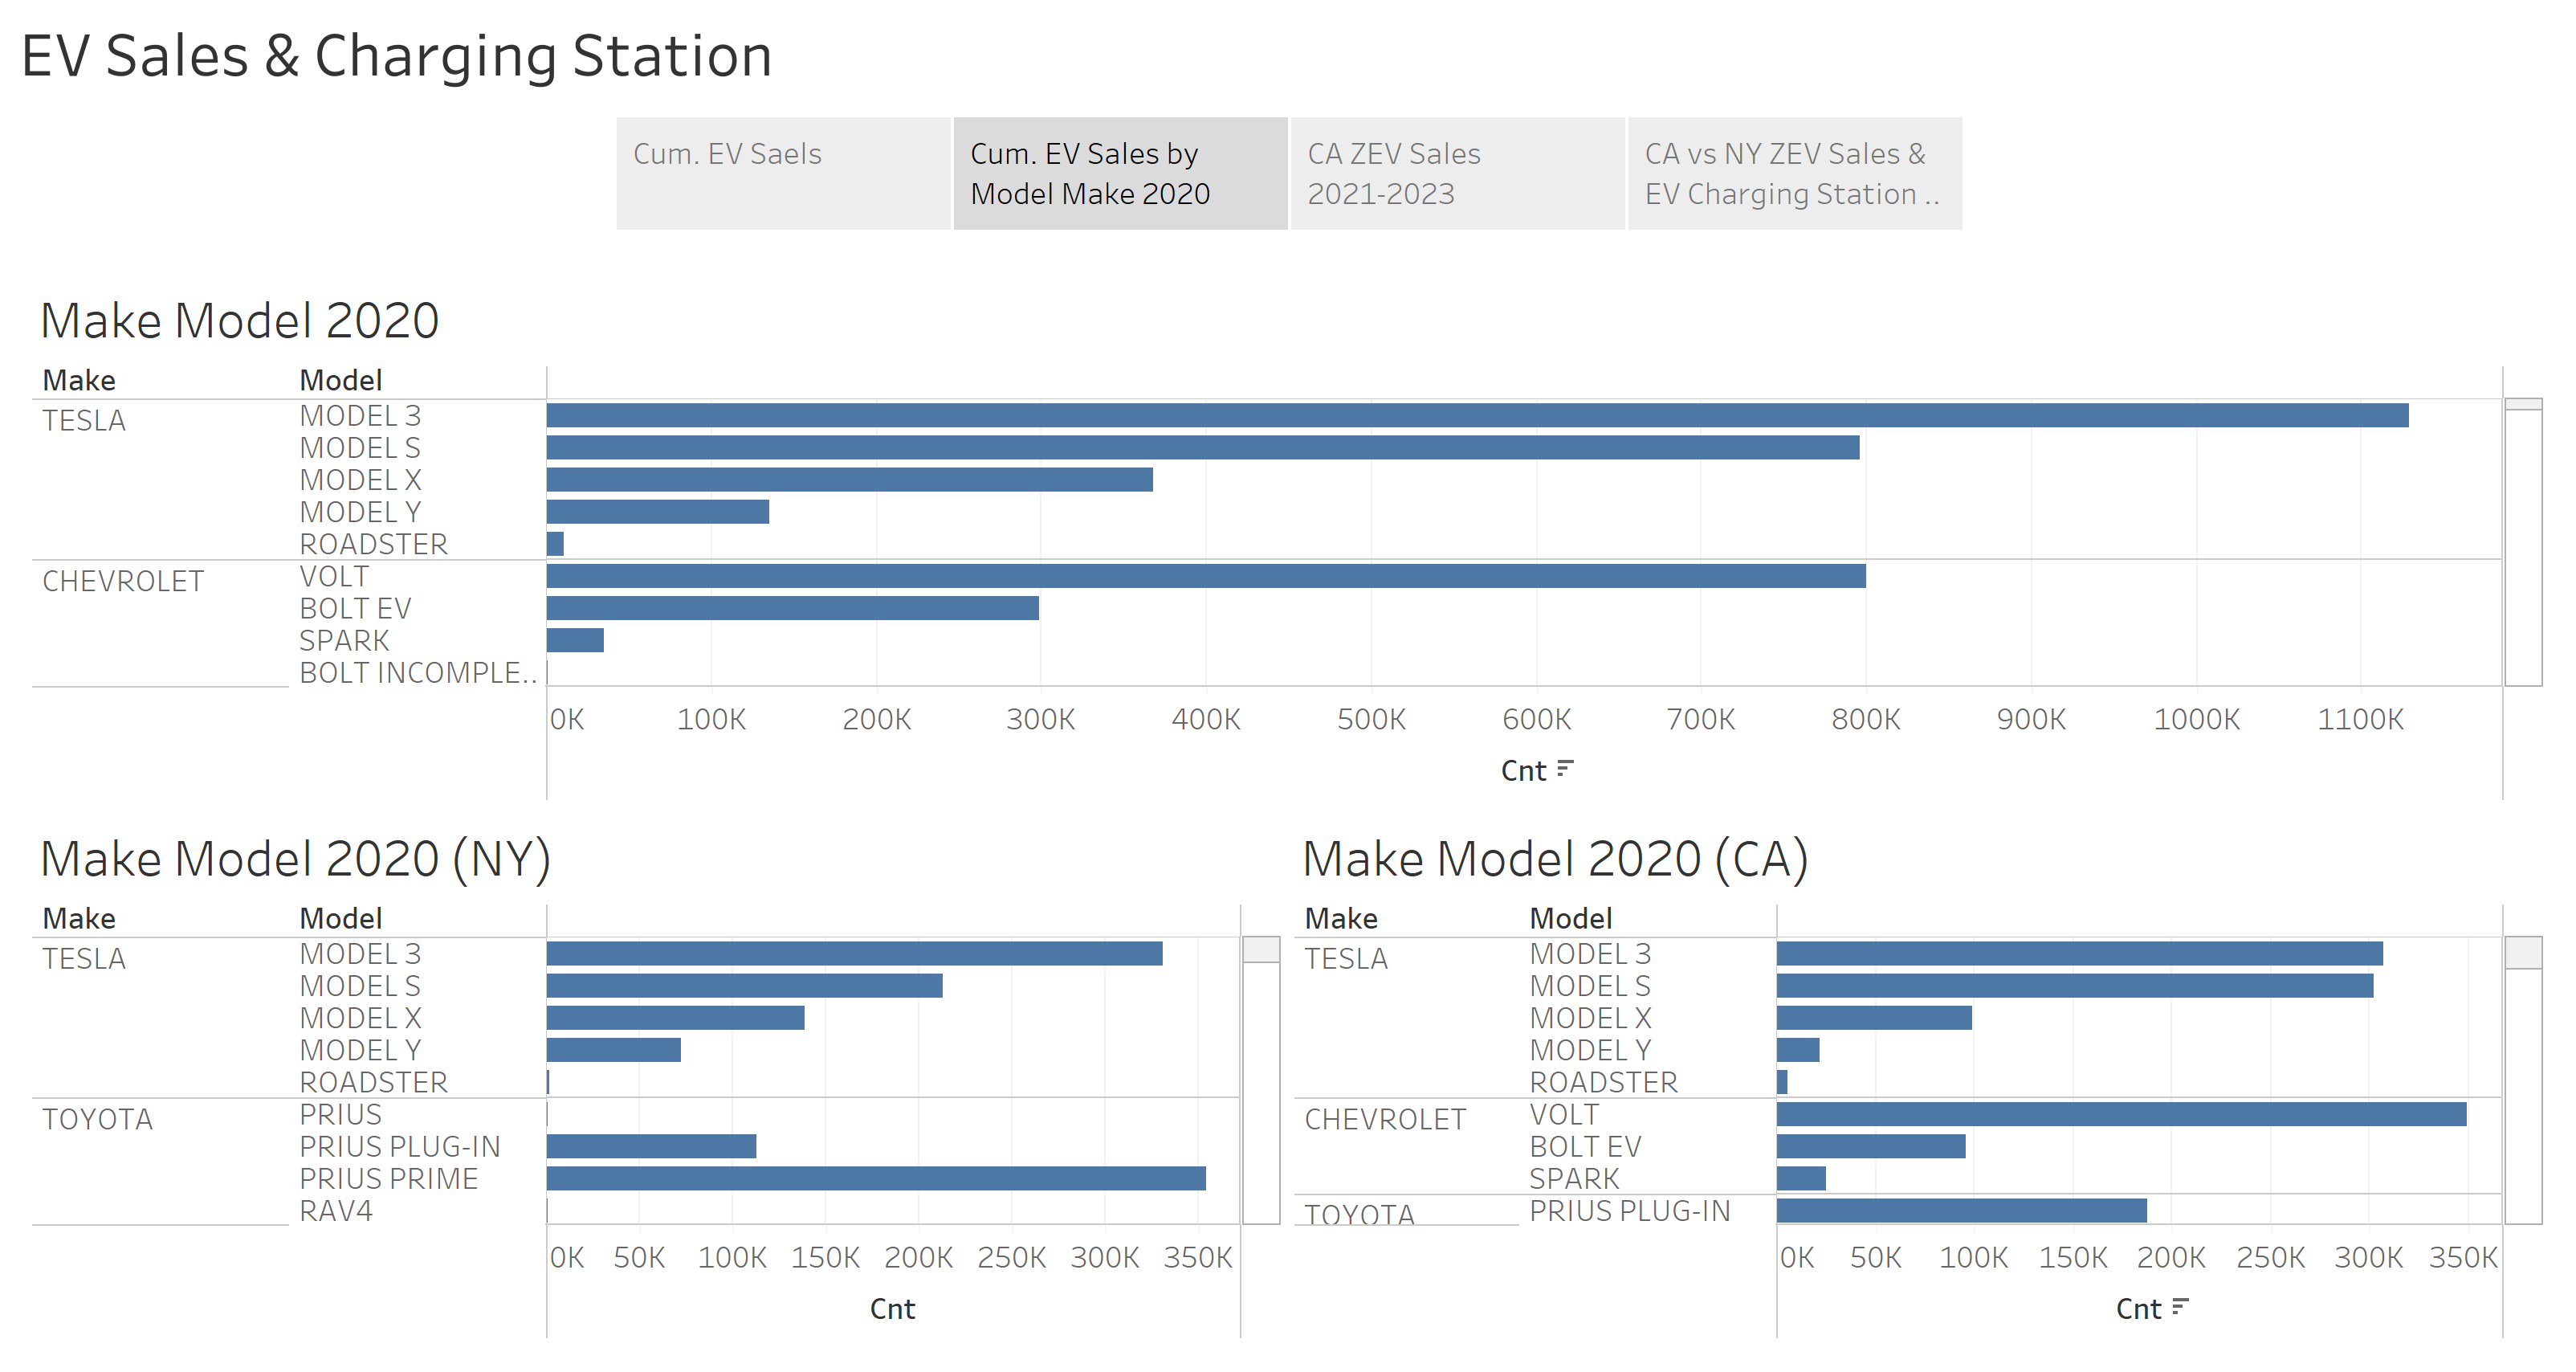 EV Sales & Charging Station
Cum. EV Saels
Cum. EV Sales by
Model Make 2020
CA ZEV Sales
2021-2023
CA vs NY ZEV Sales &
EV Charging Station ..
Make Model 2020
Make Model
TESLA MODEL 3
MODEL S
MODEL X
MODEL Y
ROADSTER
CHEVROLET VOLT
BOLT EV
SPARK
BOLT INCOMPLE..
0K 100K 200K 300K 400K 500K 600K 700K 800K 900K 1000K 1100K
Cnt
Make Model 2020 (NY)
Make Model
TESLA MODEL 3
MODEL S
MODEL X
MODEL Y
ROADSTER
TOYOTA PRIUS
PRIUS PLUG-IN
PRIUS PRIME
RAV4
0K 50K 100K 150K 200K 250K 300K 350K
Cnt
Make Model 2020 (CA)
Make Model
TESLA MODEL 3
MODEL S
MODEL X
MODEL Y
ROADSTER
CHEVROLET VOLT
BOLT EV
SPARK
TOYOTA PRIUS PLUG-IN
0K 50K 100K 150K 200K 250K 300K 350K
Cnt